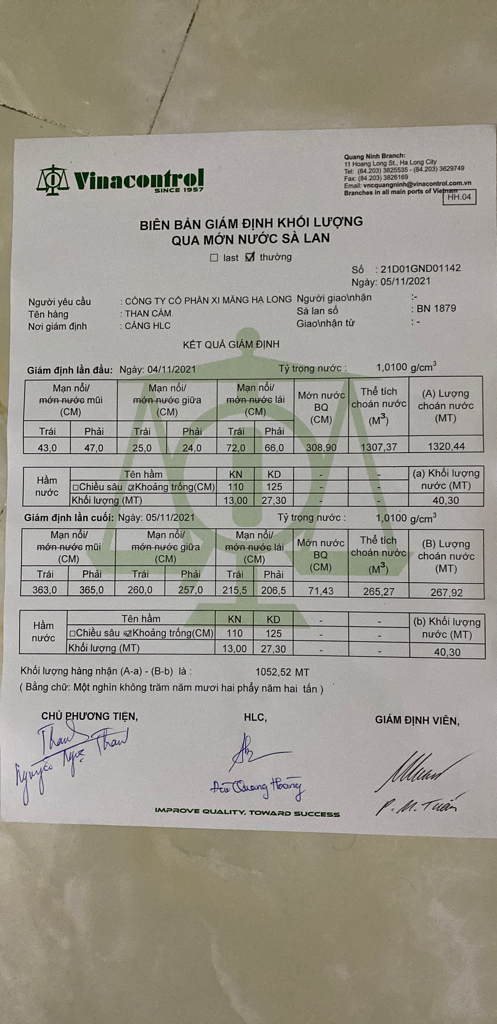 Vinacontrol
SINCE 1957
Quang Ninh Branch:
11 Hoang Long St., Ha Long City
Tel: (84.203) 3825535 - (84.203) 3629749
Fax: (84.203) 3826169
Email: vncquangninh@vinacontrol.com.vn
Branches in all main ports of Vietnam
HH.04
BIÊN BẢN GIÁM ĐỊNH KHỐI LƯỢNG
QUA MỚN NƯỚC SÀ LAN
☐ last ☑ thường
Số : 21D01GND01142
Ngày: 05/11/2021
Người yêu cầu : CÔNG TY CỔ PHẦN XI MĂNG HẠ LONG Người giao\nhận :-
Tên hàng : THAN CÁM Sà lan số : BN 1879
Nơi giám định : CẢNG HLC Giao\nhận từ : -
KẾT QUẢ GIÁM ĐỊNH
Giám định lần đầu: Ngày: 04/11/2021 Tỷ trọng nước : 1,0100 g/cm3
Mạn nổi/ Mạn nổi/ Mạn nổi/ Mớn nước Thể tích (A) Lượng
mớn nước mũi mớn nước giữa mớn nước lái BQ choán nước choán nước
(CM) (CM) (CM) (CM) (M3) (MT)
Trái Phải Trái Phải Trái Phải
43,0 47,0 25,0 24,0 72,0 66,0 308,90 1307,37 1320,44
Hầm nước Tên hầm KN KD - - (a) Khối lượng
☐Chiều sâu ☑Khoảng trống(CM) 110 125 - - nước (MT)
Khối lượng (MT) 13,00 27,30 - - 40,30
Giám định lần cuối: Ngày: 05/11/2021 Tỷ trọng nước : 1,0100 g/cm3
Mạn nổi/ Mạn nổi/ Mạn nổi/ Mớn nước Thể tích (B) Lượng
mớn nước mũi mớn nước giữa mớn nước lái BQ choán nước choán nước
(CM) (CM) (CM) (CM) (M3) (MT)
Trái Phải Trái Phải Trái Phải
363,0 365,0 260,0 257,0 215,5 206,5 71,43 265,27 267,92
Hầm nước Tên hầm KN KD - - (b) Khối lượng
☐Chiều sâu ☑Khoảng trống(CM) 110 125 - - nước (MT)
Khối lượng (MT) 13,00 27,30 - - 40,30
Khối lượng hàng nhận (A-a) - (B-b) là : 1052,52 MT
( Bằng chữ: Một nghìn không trăm năm mươi hai phẩy năm hai tấn )
CHỦ PHƯƠNG TIỆN, HLC, GIÁM ĐỊNH VIÊN,
Than
Nguyễn Ngọc Than
Quang Hoàng
P. M. Tuấn
IMPROVE QUALITY, TOWARD SUCCESS